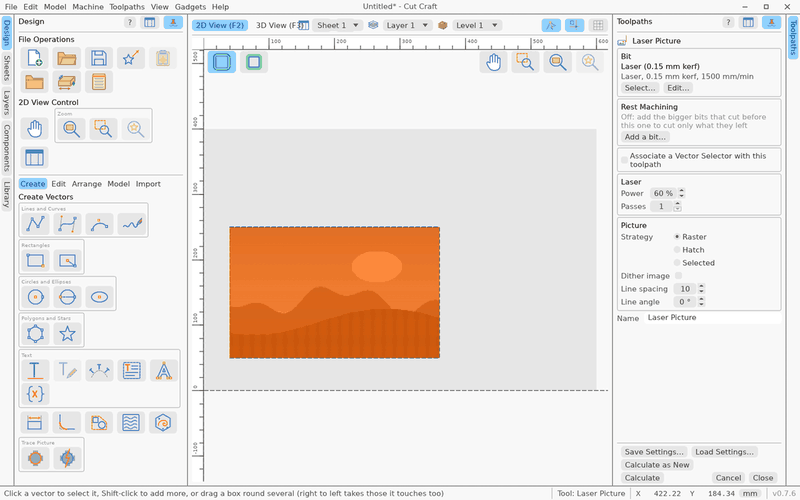 Untitled* - Cut Craft
File Edit Model Machine Toolpaths View Gadgets Help
Design
Sheets
Layers
Components
Library
Design
File Operations
2D View Control
Zoom
Create Edit Arrange Model Import
Create Vectors
Lines and Curves
Rectangles
Circles and Ellipses
Polygons and Stars
Text
Trace Picture
2D View (F2) 3D View (F3) Sheet 1 Layer 1 Level 1
100 200 300 400 500 600
500
400
300
200
100
0
-100
Toolpaths
Laser Picture
Bit
Laser (0.15 mm kerf)
Laser, 0.15 mm kerf, 1500 mm/min
Select... Edit...
Rest Machining
Off: add the bigger bits that cut before
this one to cut only what they left
Add a bit...
Associate a Vector Selector with this
toolpath
Laser
Power 60 %
Passes 1
Picture
Strategy Raster
Hatch
Selected
Dither image
Line spacing 10
Line angle 0 °
Name Laser Picture
Save Settings... Load Settings...
Calculate as New
Calculate Cancel Close
Toolpaths
Click a vector to select it, Shift-click to add more, or drag a box round several (right to left takes those it touches too) Tool: Laser Picture X 422.22 Y 184.34 mm v0.7.6